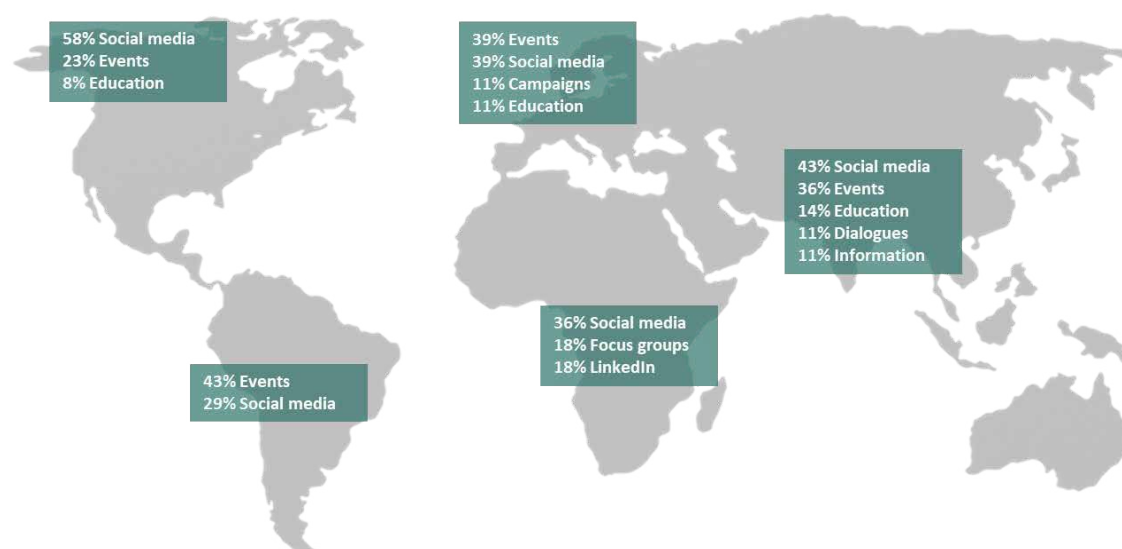 58% Social media
23% Events
8% Education
39% Events
39% Social media
11% Campaigns
11% Education
43% Social media
36% Events
14% Education
11% Dialogues
11% Information
36% Social media
18% Focus groups
18% LinkedIn
43% Events
29% Social media